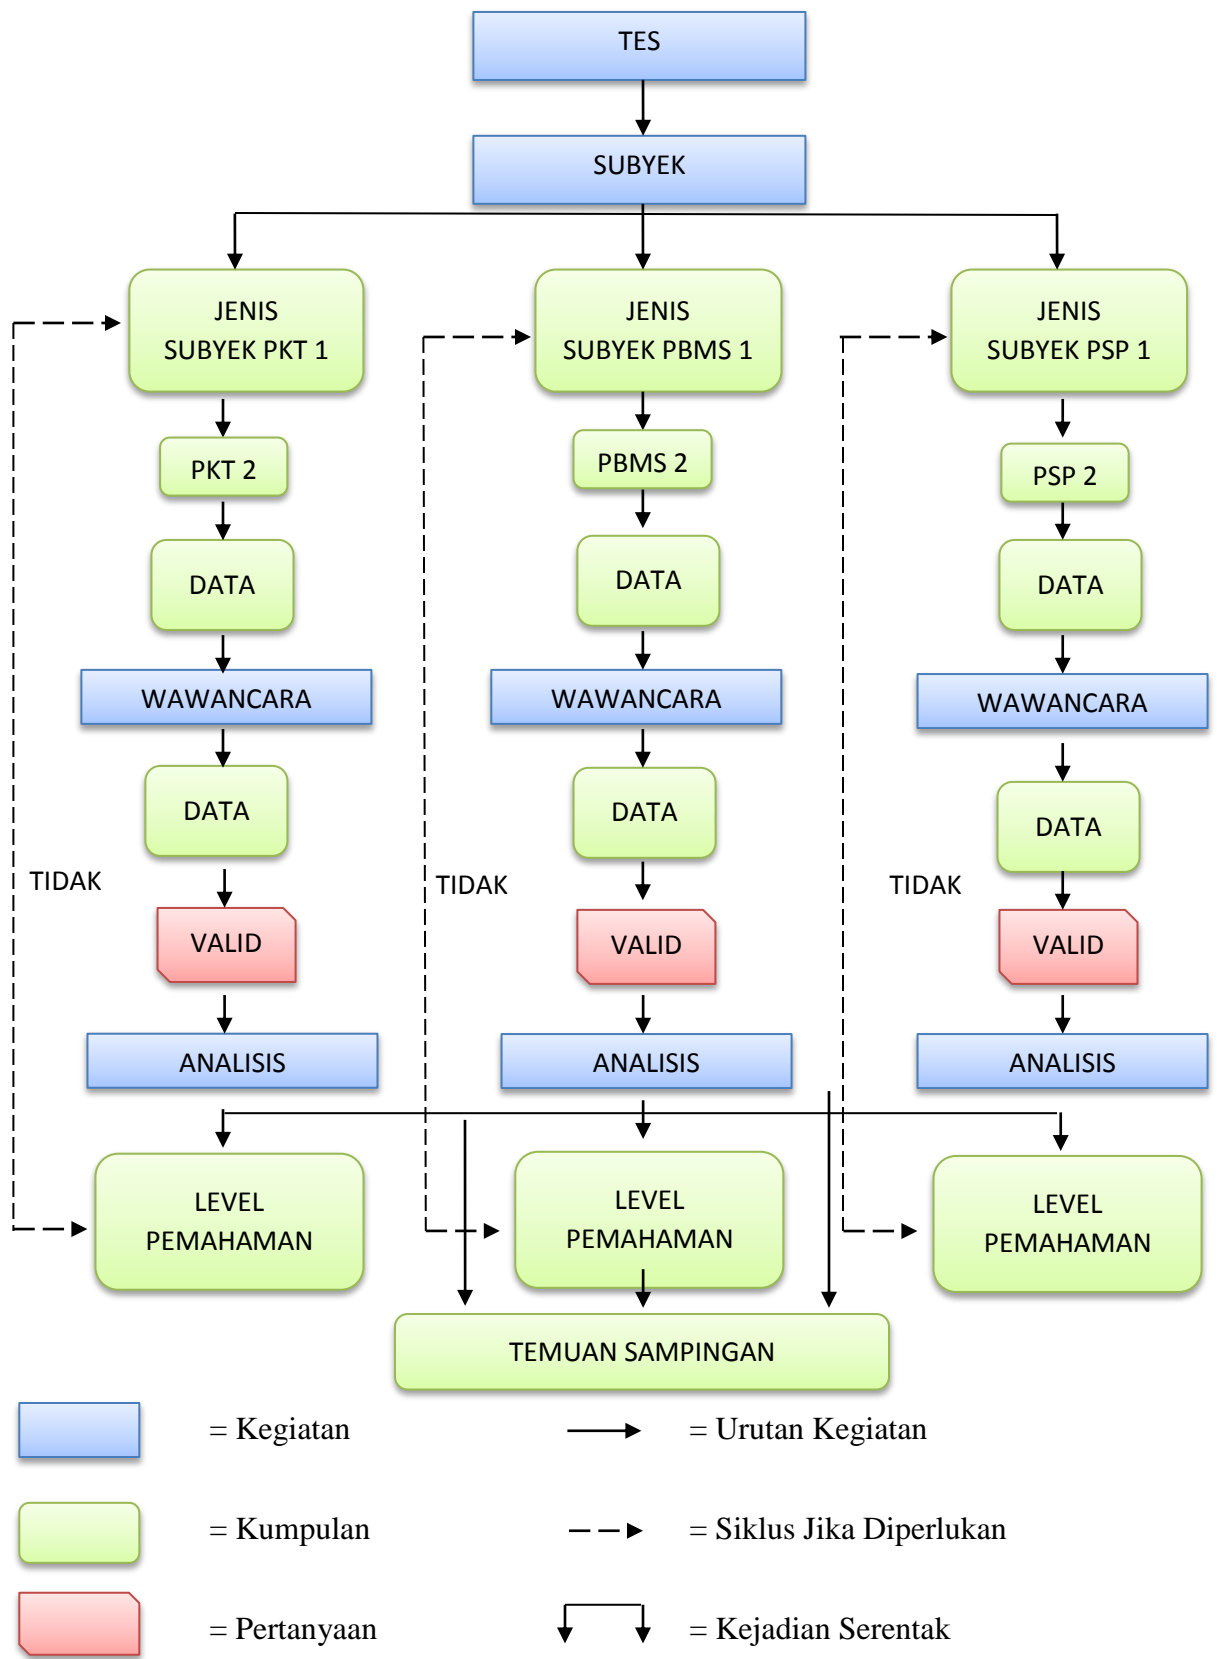 TES
SUBYEK
JENIS
SUBYEK PKT 1
JENIS
SUBYEK PBMS 1
JENIS
SUBYEK PSP 1
PKT 2
PBMS 2
PSP 2
DATA
DATA
DATA
WAWANCARA
WAWANCARA
WAWANCARA
DATA
DATA
DATA
TIDAK
TIDAK
TIDAK
VALID
VALID
VALID
ANALISIS
ANALISIS
ANALISIS
LEVEL
PEMAHAMAN
LEVEL
PEMAHAMAN
LEVEL
PEMAHAMAN
TEMUAN SAMPINGAN
= Kegiatan
= Urutan Kegiatan
= Kumpulan
= Siklus Jika Diperlukan
= Pertanyaan
= Kejadian Serentak